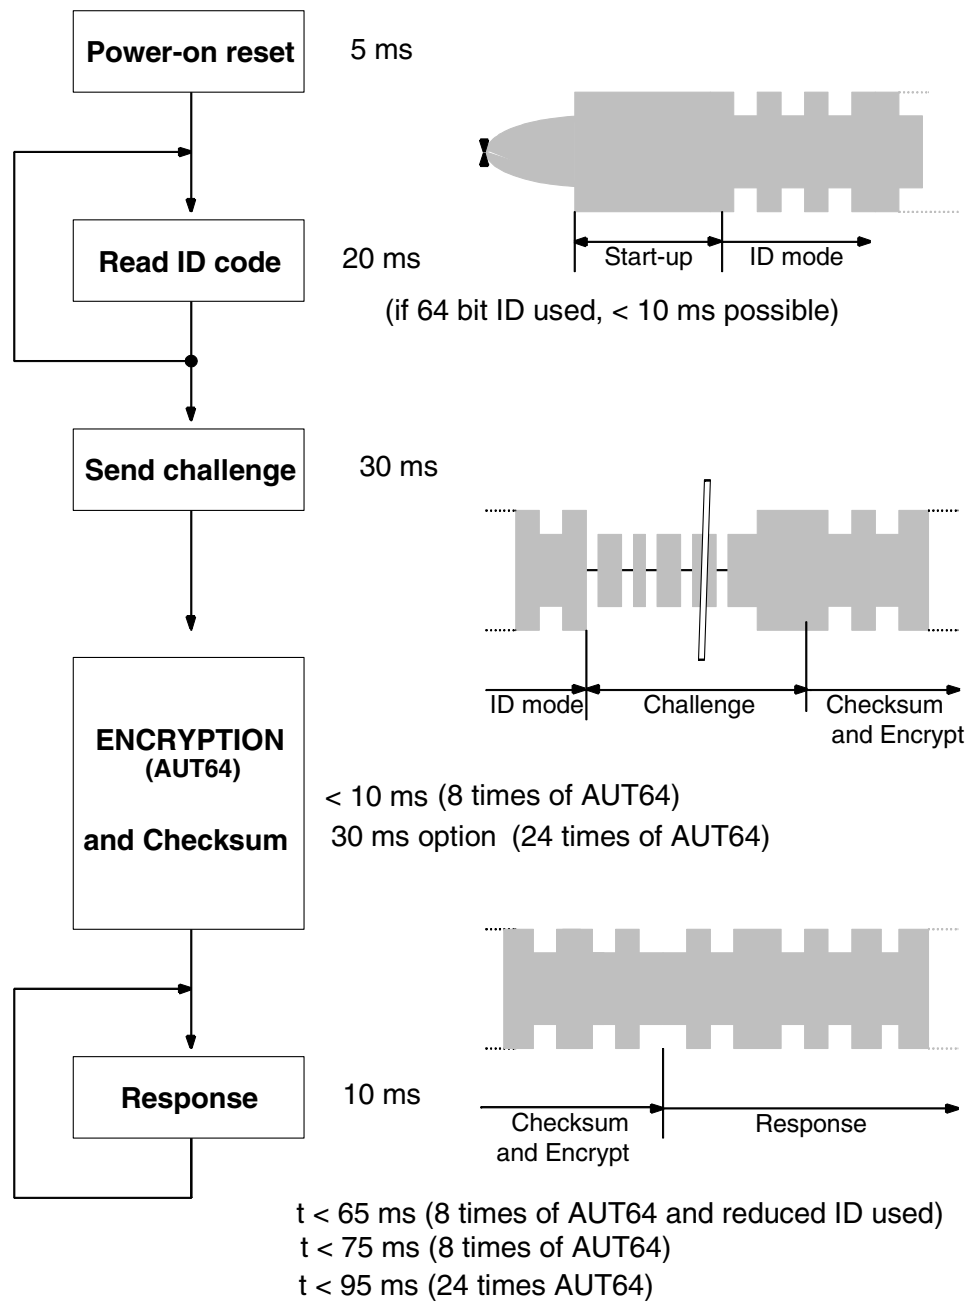 Power-on reset
5 ms
Start-up
ID mode
Read ID code
20 ms
(if 64 bit ID used, < 10 ms possible)
Send challenge
30 ms
ID mode
Challenge
Checksum
and Encrypt
ENCRYPTION
(AUT64)
and Checksum
< 10 ms (8 times of AUT64)
30 ms option (24 times of AUT64)
Response
10 ms
Checksum
and Encrypt
Response
t < 65 ms (8 times of AUT64 and reduced ID used)
t < 75 ms (8 times of AUT64)
t < 95 ms (24 times AUT64)